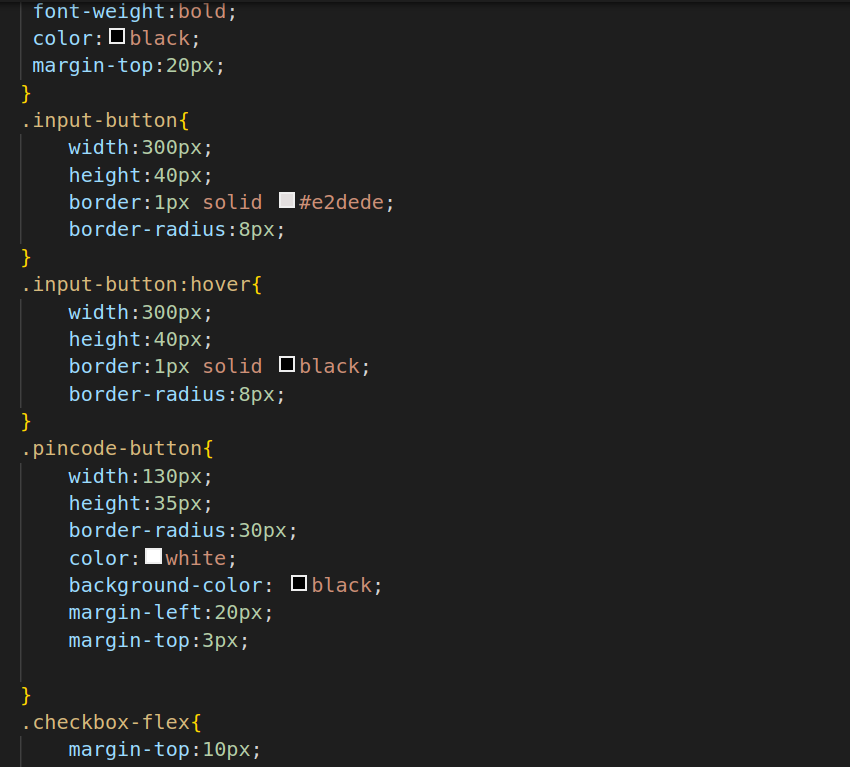 font-weight:bold;
color:black;
margin-top:20px;
}
.input-button{
width:300px;
height:40px;
border:1px solid #e2dede;
border-radius:8px;
}
.input-button:hover{
width:300px;
height:40px;
border:1px solid black;
border-radius:8px;
}
.pincode-button{
width:130px;
height:35px;
border-radius:30px;
color:white;
background-color: black;
margin-left:20px;
margin-top:3px;
}
.checkbox-flex{
margin-top:10px;